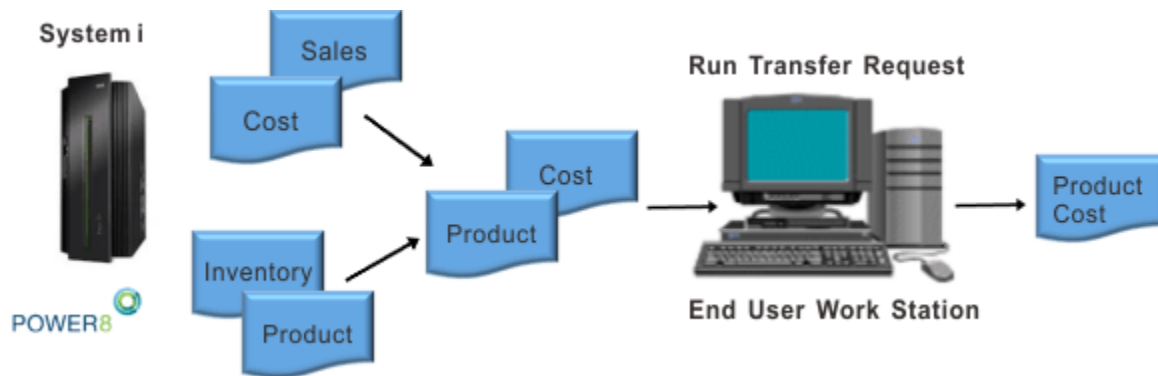 System i
Sales
Cost
Inventory
Product
POWER8
Cost
Product
Run Transfer Request
End User Work Station
Product
Cost